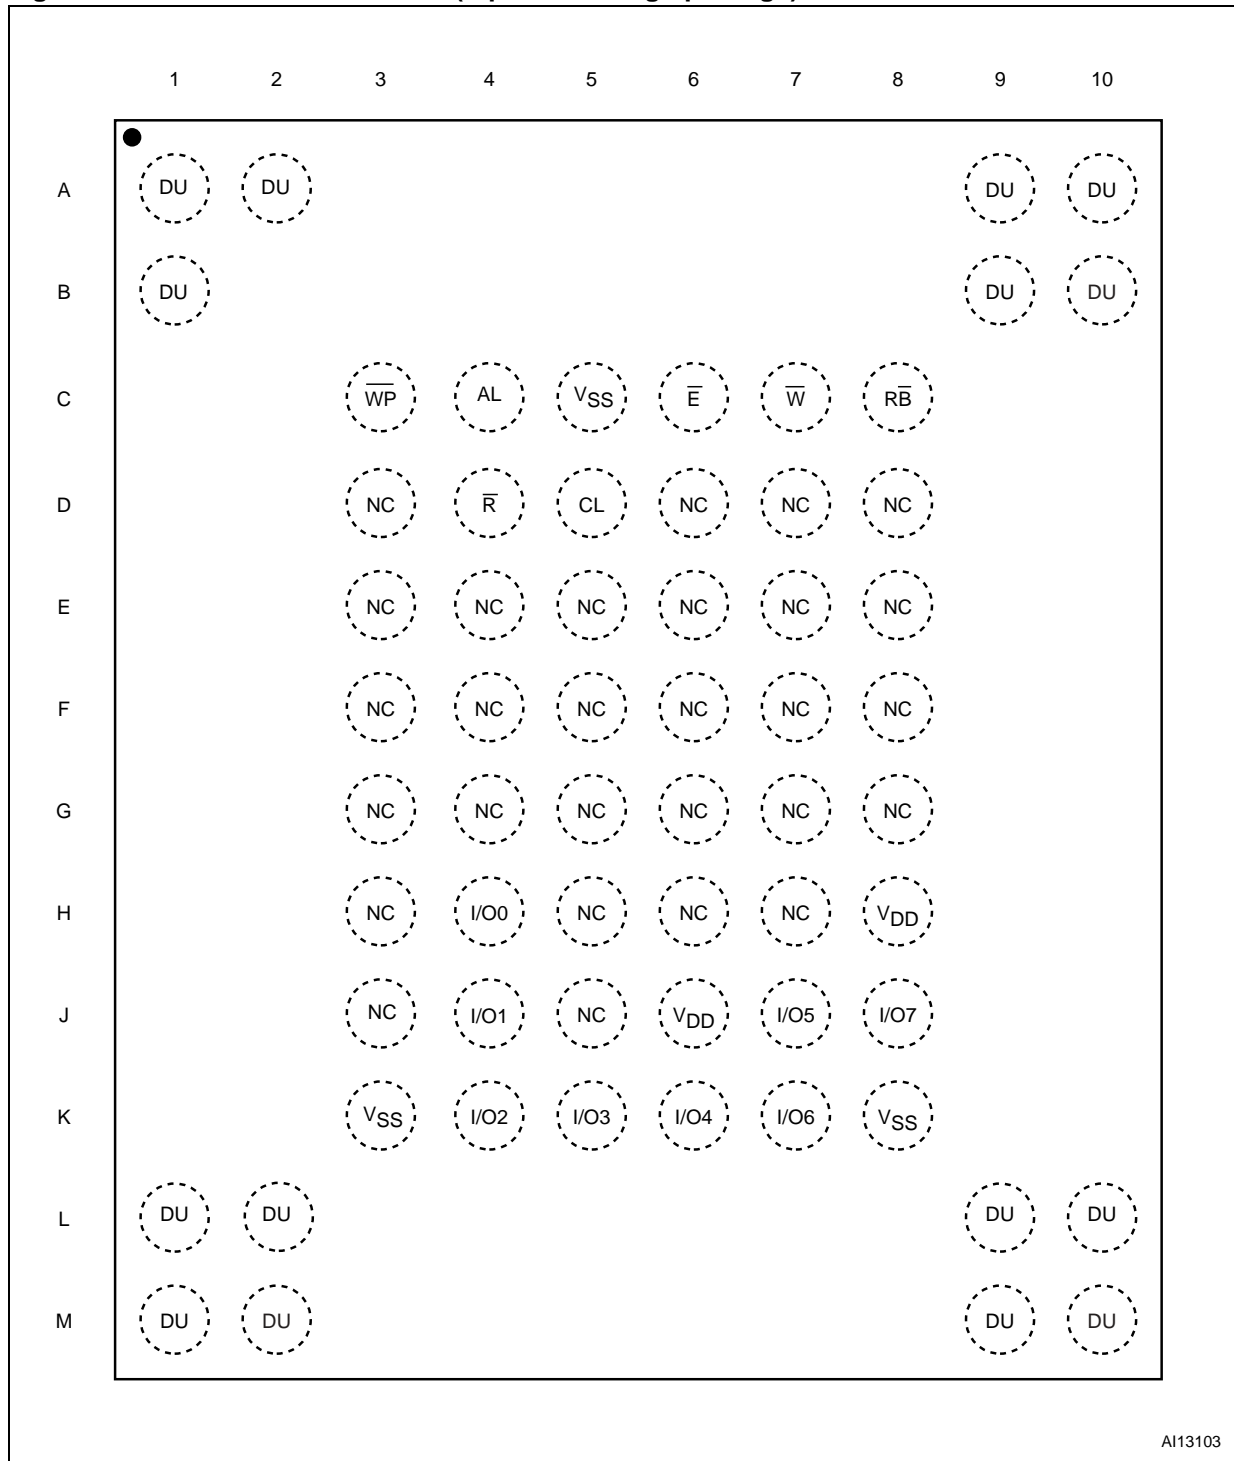 1 2 3 4 5 6 7 8 9 10
A DU DU DU DU
B DU DU DU
C W̅P̅ AL VSS E̅ W̅ RB̅
D NC R̅ CL NC NC NC
E NC NC NC NC NC NC
F NC NC NC NC NC NC
G NC NC NC NC NC NC
H NC I/O0 NC NC NC VDD
J NC I/O1 NC VDD I/O5 I/O7
K VSS I/O2 I/O3 I/O4 I/O6 VSS
L DU DU DU DU
M DU DU DU DU
AI13103